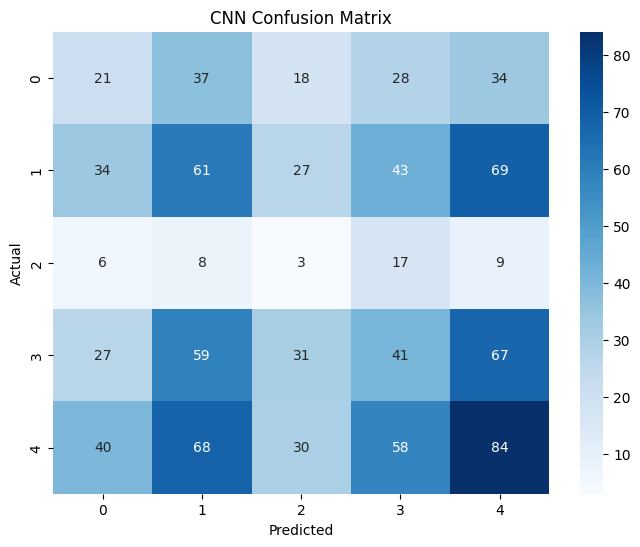 CNN Confusion Matrix
0 21 37 18 28 34
1 34 61 27 43 69
2 6 8 3 17 9
3 27 59 31 41 67
4 40 68 30 58 84
0 1 2 3 4
Predicted
Actual
80
70
60
50
40
30
20
10